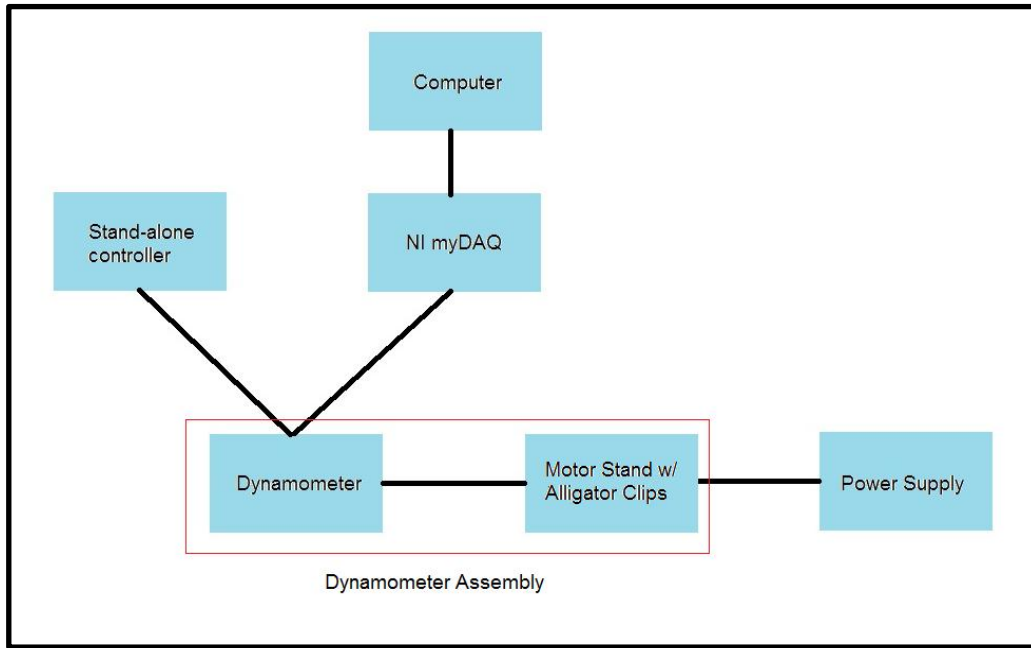 Computer
Stand-alone
controller
NI myDAQ
Dynamometer
Motor Stand w/
Alligator Clips
Power Supply
Dynamometer Assembly